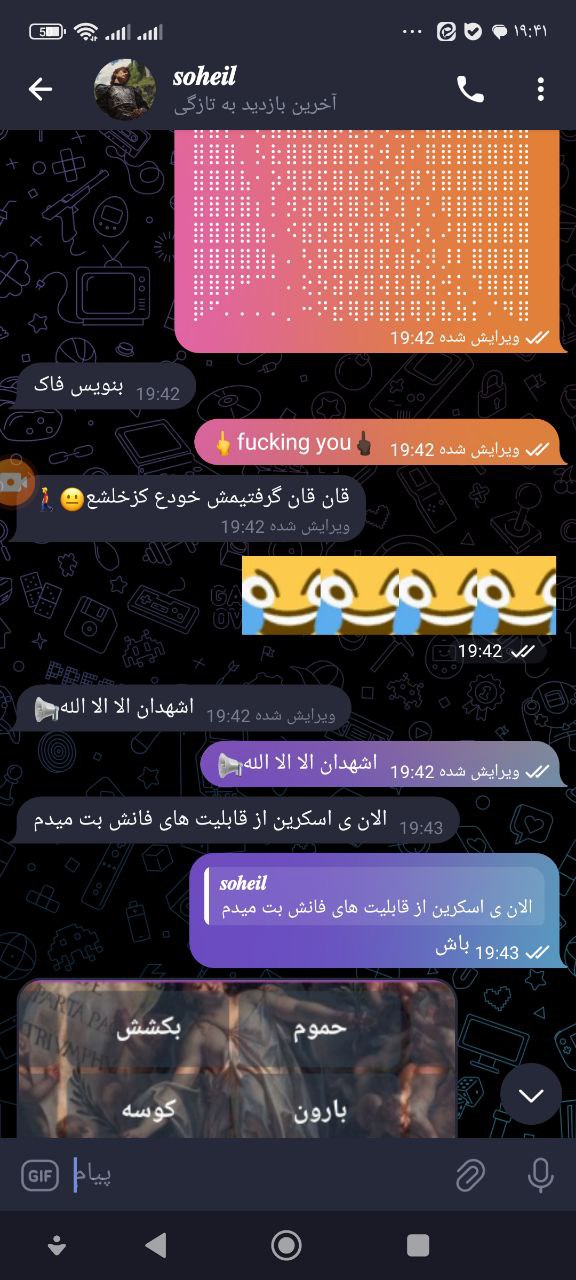 50
۱۹:۴۱
soheil
آخرین بازدید به تازگی
ویرایش شده 19:42
بنویس فاک
19:42
🖕fucking you🖕🏿
ویرایش شده 19:42
قان قان گرفتیمش خودع کزخلشع😐🚶
ویرایش شده 19:42
19:42
اشهدان الا الا الله📢
ویرایش شده 19:42
اشهدان الا الا الله📢
ویرایش شده 19:42
الان ی اسکرین از قابلیت های فانش بت میدم
19:43
soheil
الان ی اسکرین از قابلیت های فانش بت میدم
باش
19:43
حموم
بکشش
بارون
کوسه
GIF
پیام